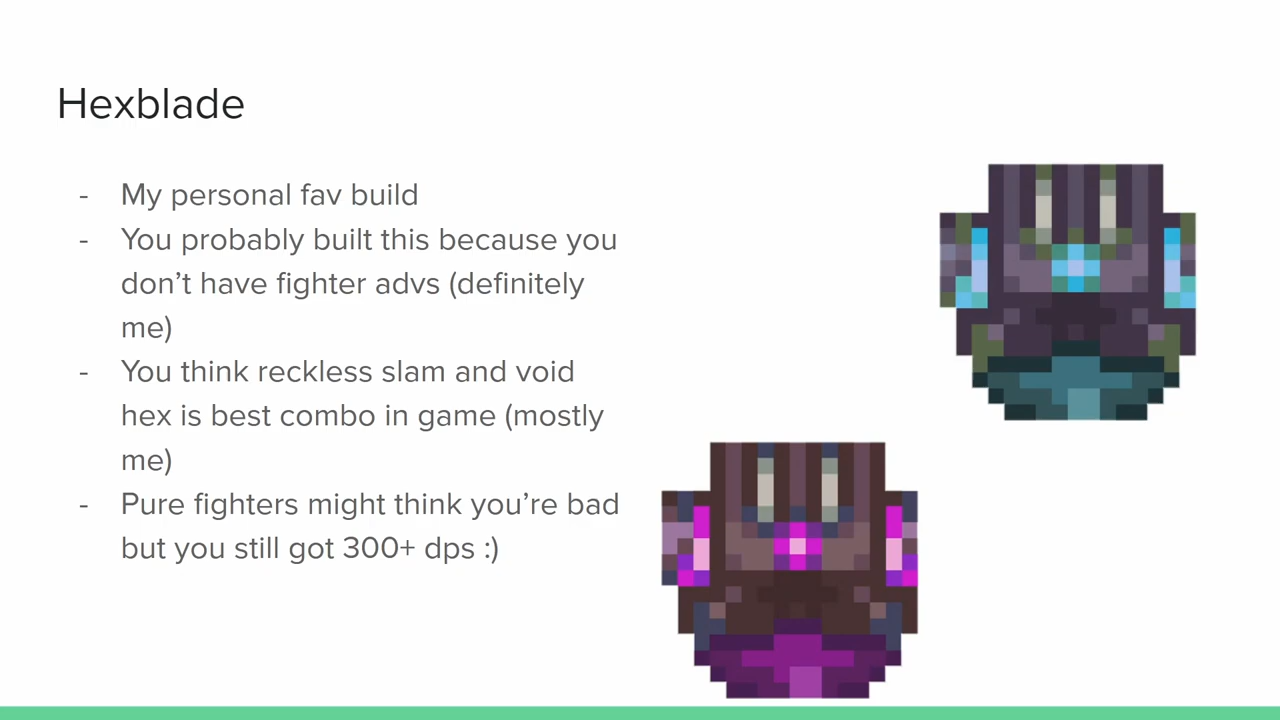 Hexblade
- My personal fav build
- You probably built this because you
don’t have fighter advs (definitely
me)
- You think reckless slam and void
hex is best combo in game (mostly
me)
- Pure fighters might think you’re bad
but you still got 300+ dps :)